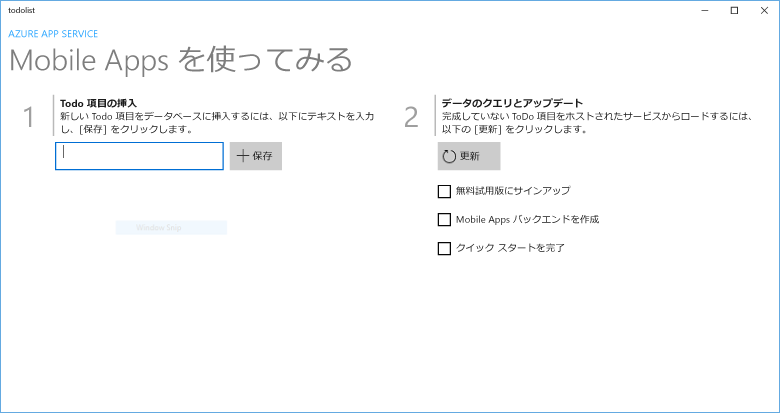 todolist
AZURE APP SERVICE
Mobile Apps を使ってみる
1
Todo 項目の挿入
新しい Todo 項目をデータベースに挿入するには、以下にテキストを入力
し、[保存] をクリックします。
保存
Window Snip
2
データのクエリとアップデート
完成していない ToDo 項目をホストされたサービスからロードするには、
以下の [更新] をクリックします。
更新
無料試用版にサインアップ
Mobile Apps バックエンドを作成
クイック スタートを完了